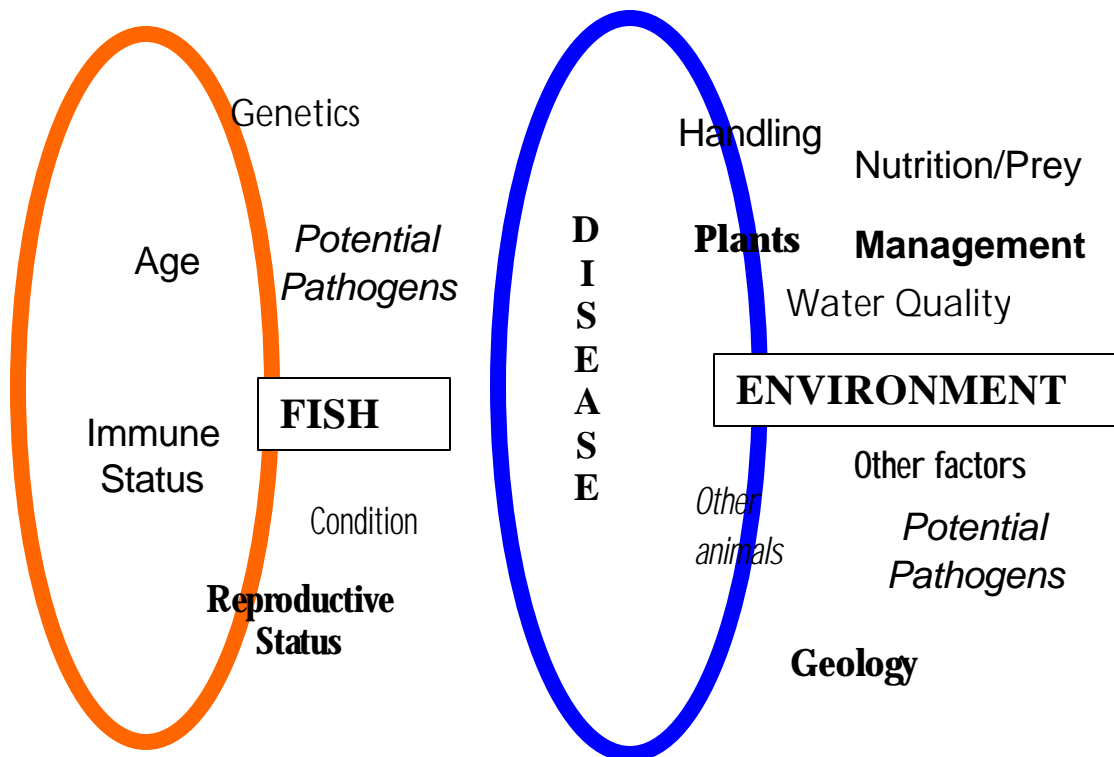 Genetics
Age
Potential
Pathogens
FISH
Immune
Status
Condition
Reproductive
Status
D
I
S
E
A
S
E
Handling
Nutrition/Prey
Plants
Management
Water Quality
ENVIRONMENT
Other factors
Other
animals
Potential
Pathogens
Geology